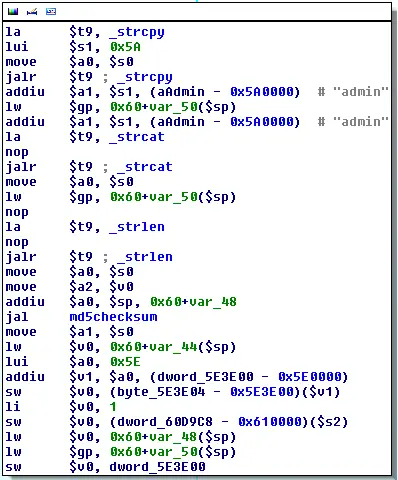 la $t9, _strcpy
lui $s1, 0x5A
move $a0, $s0
jalr $t9 ; _strcpy
addiu $a1, $s1, (aAdmin - 0x5A0000) # "admin"
lw $gp, 0x60+var_50($sp)
addiu $a1, $s1, (aAdmin - 0x5A0000) # "admin"
la $t9, _strcat
nop
jalr $t9 ; _strcat
move $a0, $s0
lw $gp, 0x60+var_50($sp)
nop
la $t9, _strlen
nop
jalr $t9 ; _strlen
move $a0, $s0
move $a2, $v0
addiu $a0, $sp, 0x60+var_48
jal md5checksum
move $a1, $s0
lw $v0, 0x60+var_44($sp)
lui $a0, 0x5E
addiu $v1, $a0, (dword_5E3E00 - 0x5E0000)
sw $v0, (byte_5E3E04 - 0x5E3E00)($v1)
li $v0, 1
sw $v0, (dword_60D9C8 - 0x610000)($s2)
lw $v0, 0x60+var_48($sp)
lw $gp, 0x60+var_50($sp)
sw $v0, dword_5E3E00